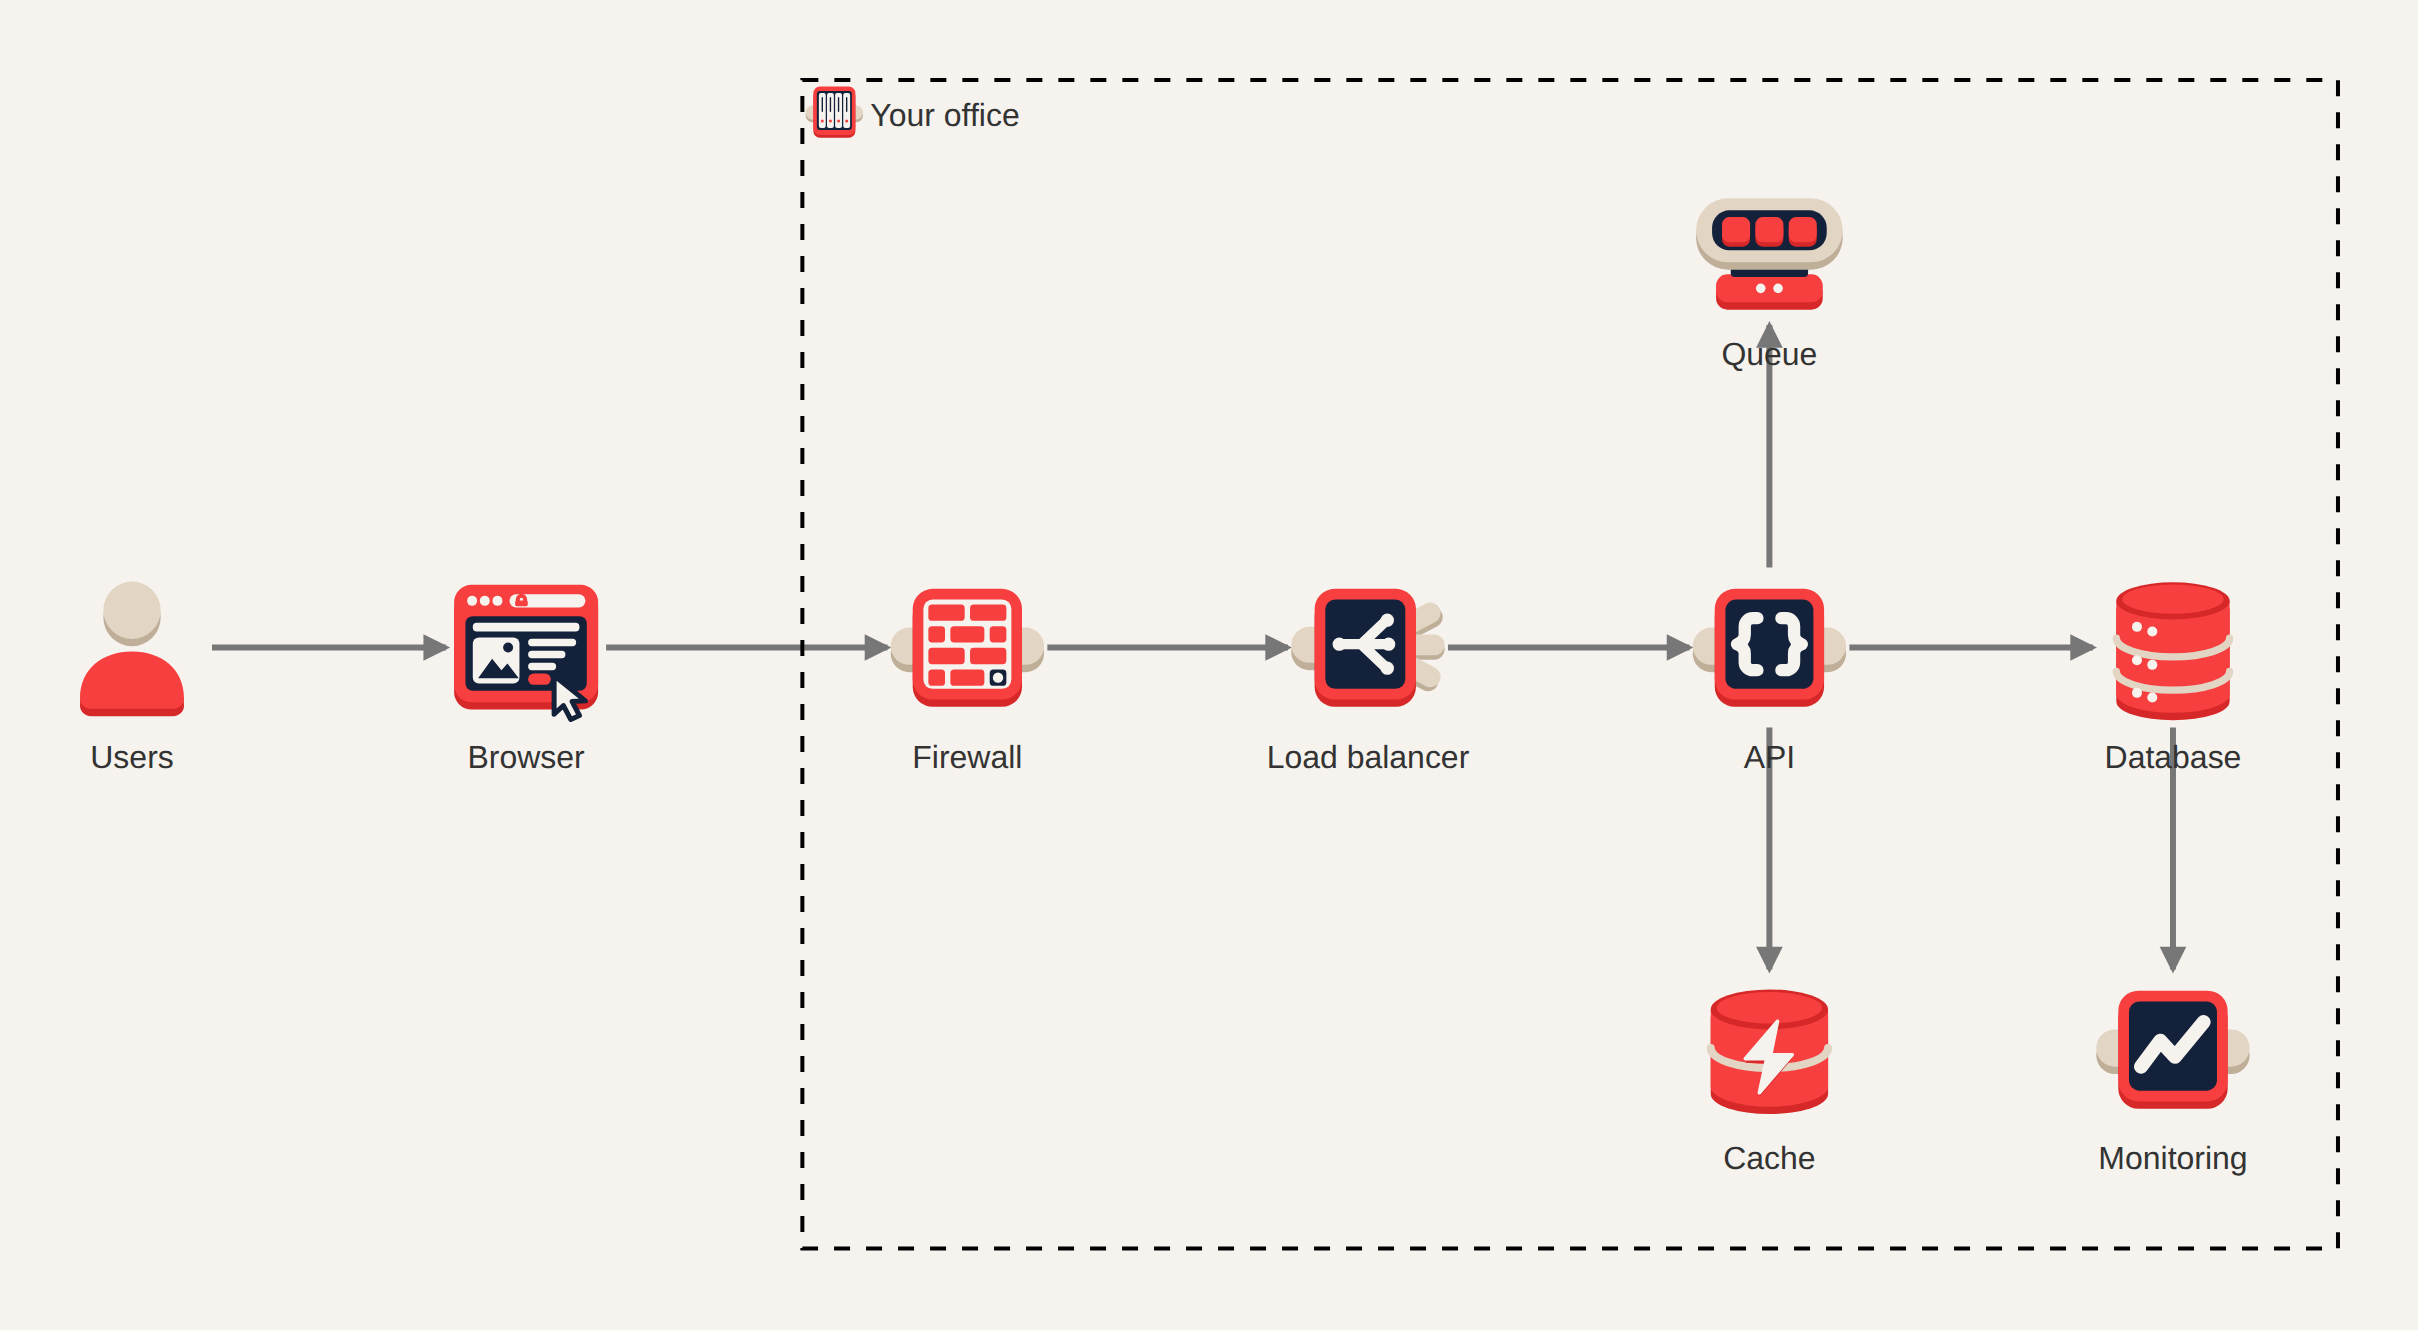 Your office
Queue
Users
Browser
Firewall
Load balancer
API
Database
Cache
Monitoring